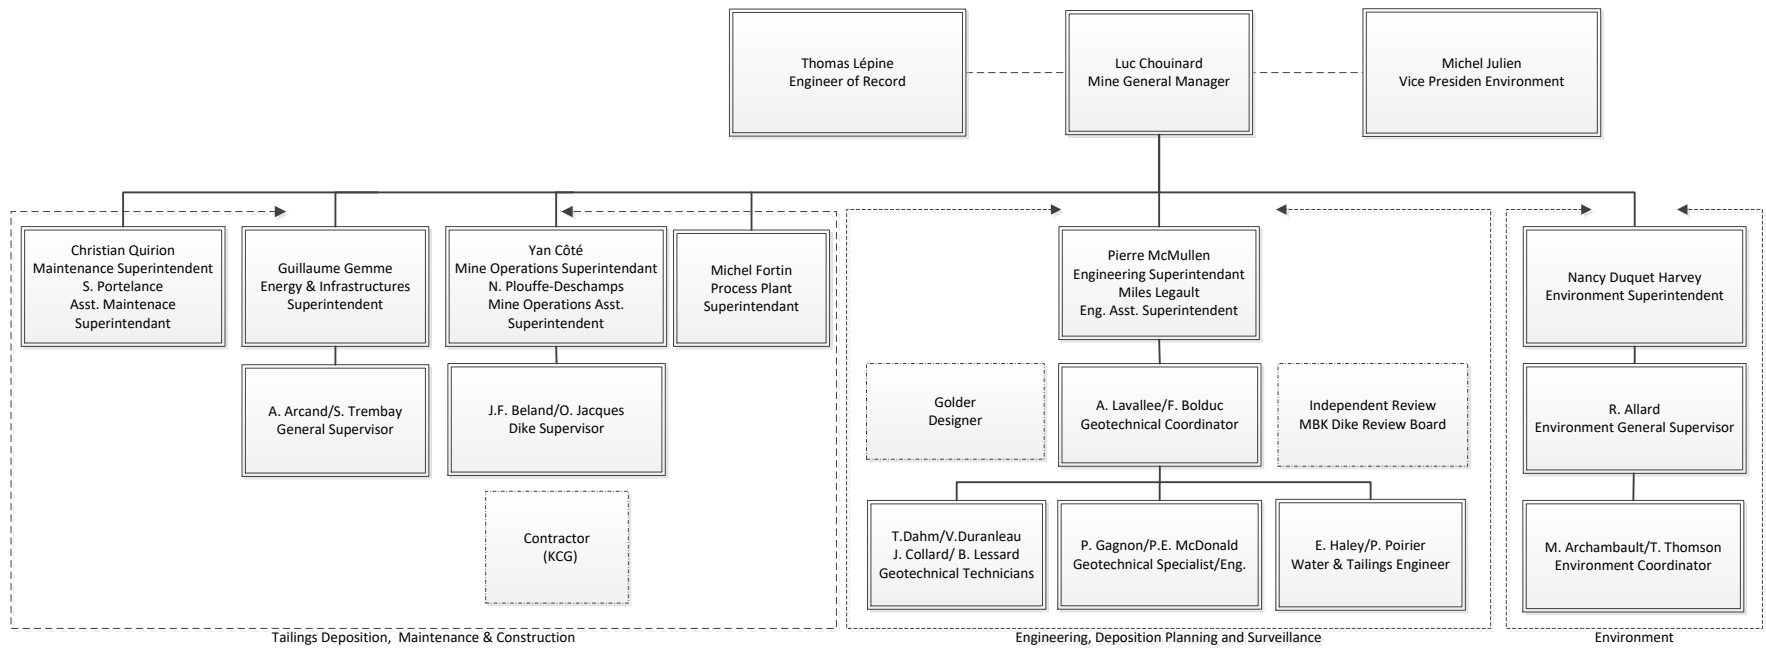 Thomas Lépine
Engineer of Record
Luc Chouinard
Mine General Manager
Michel Julien
Vice Presiden Environment
Christian Quirion
Maintenance Superintendent
S. Portelance
Asst. Maintenace
Superintendant
Guillaume Gemme
Energy & Infrastructures
Superintendent
Yan Côté
Mine Operations Superintendant
N. Plouffe-Deschamps
Mine Operations Asst.
Superintendent
Michel Fortin
Process Plant
Superintendant
Pierre McMullen
Engineering Superintendant
Miles Legault
Eng. Asst. Superintendent
Nancy Duquet Harvey
Environment Superintendent
A. Arcand/S. Trembay
General Supervisor
J.F. Beland/O. Jacques
Dike Supervisor
Golder
Designer
A. Lavallee/F. Bolduc
Geotechnical Coordinator
Independent Review
MBK Dike Review Board
R. Allard
Environment General Supervisor
Contractor
(KCG)
T.Dahm/V.Duranleau
J. Collard/ B. Lessard
Geotechnical Technicians
P. Gagnon/P.E. McDonald
Geotechnical Specialist/Eng.
E. Haley/P. Poirier
Water & Tailings Engineer
M. Archambault/T. Thomson
Environment Coordinator
Tailings Deposition,  Maintenance & Construction
Engineering, Deposition Planning and Surveillance
Environment